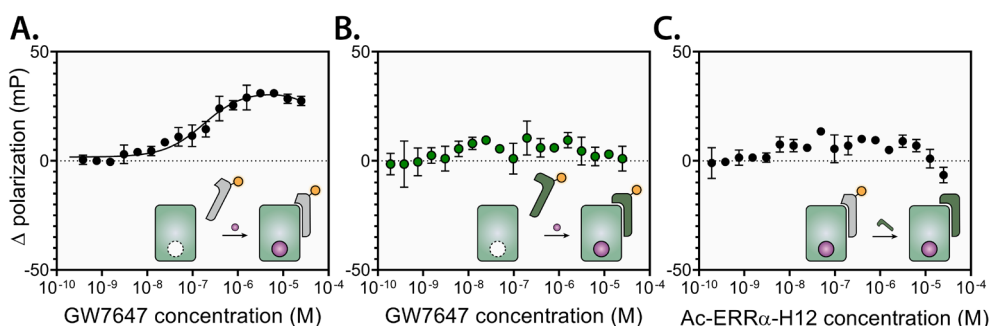 A. B. C.
50 50 50
Δ polarization (mP)
0 0 0
-50 -50 -50
10-10 10-9 10-8 10-7 10-6 10-5 10-4 10-10 10-9 10-8 10-7 10-6 10-5 10-4 10-10 10-9 10-8 10-7 10-6 10-5 10-4
GW7647 concentration (M) GW7647 concentration (M) Ac-ERRα-H12 concentration (M)